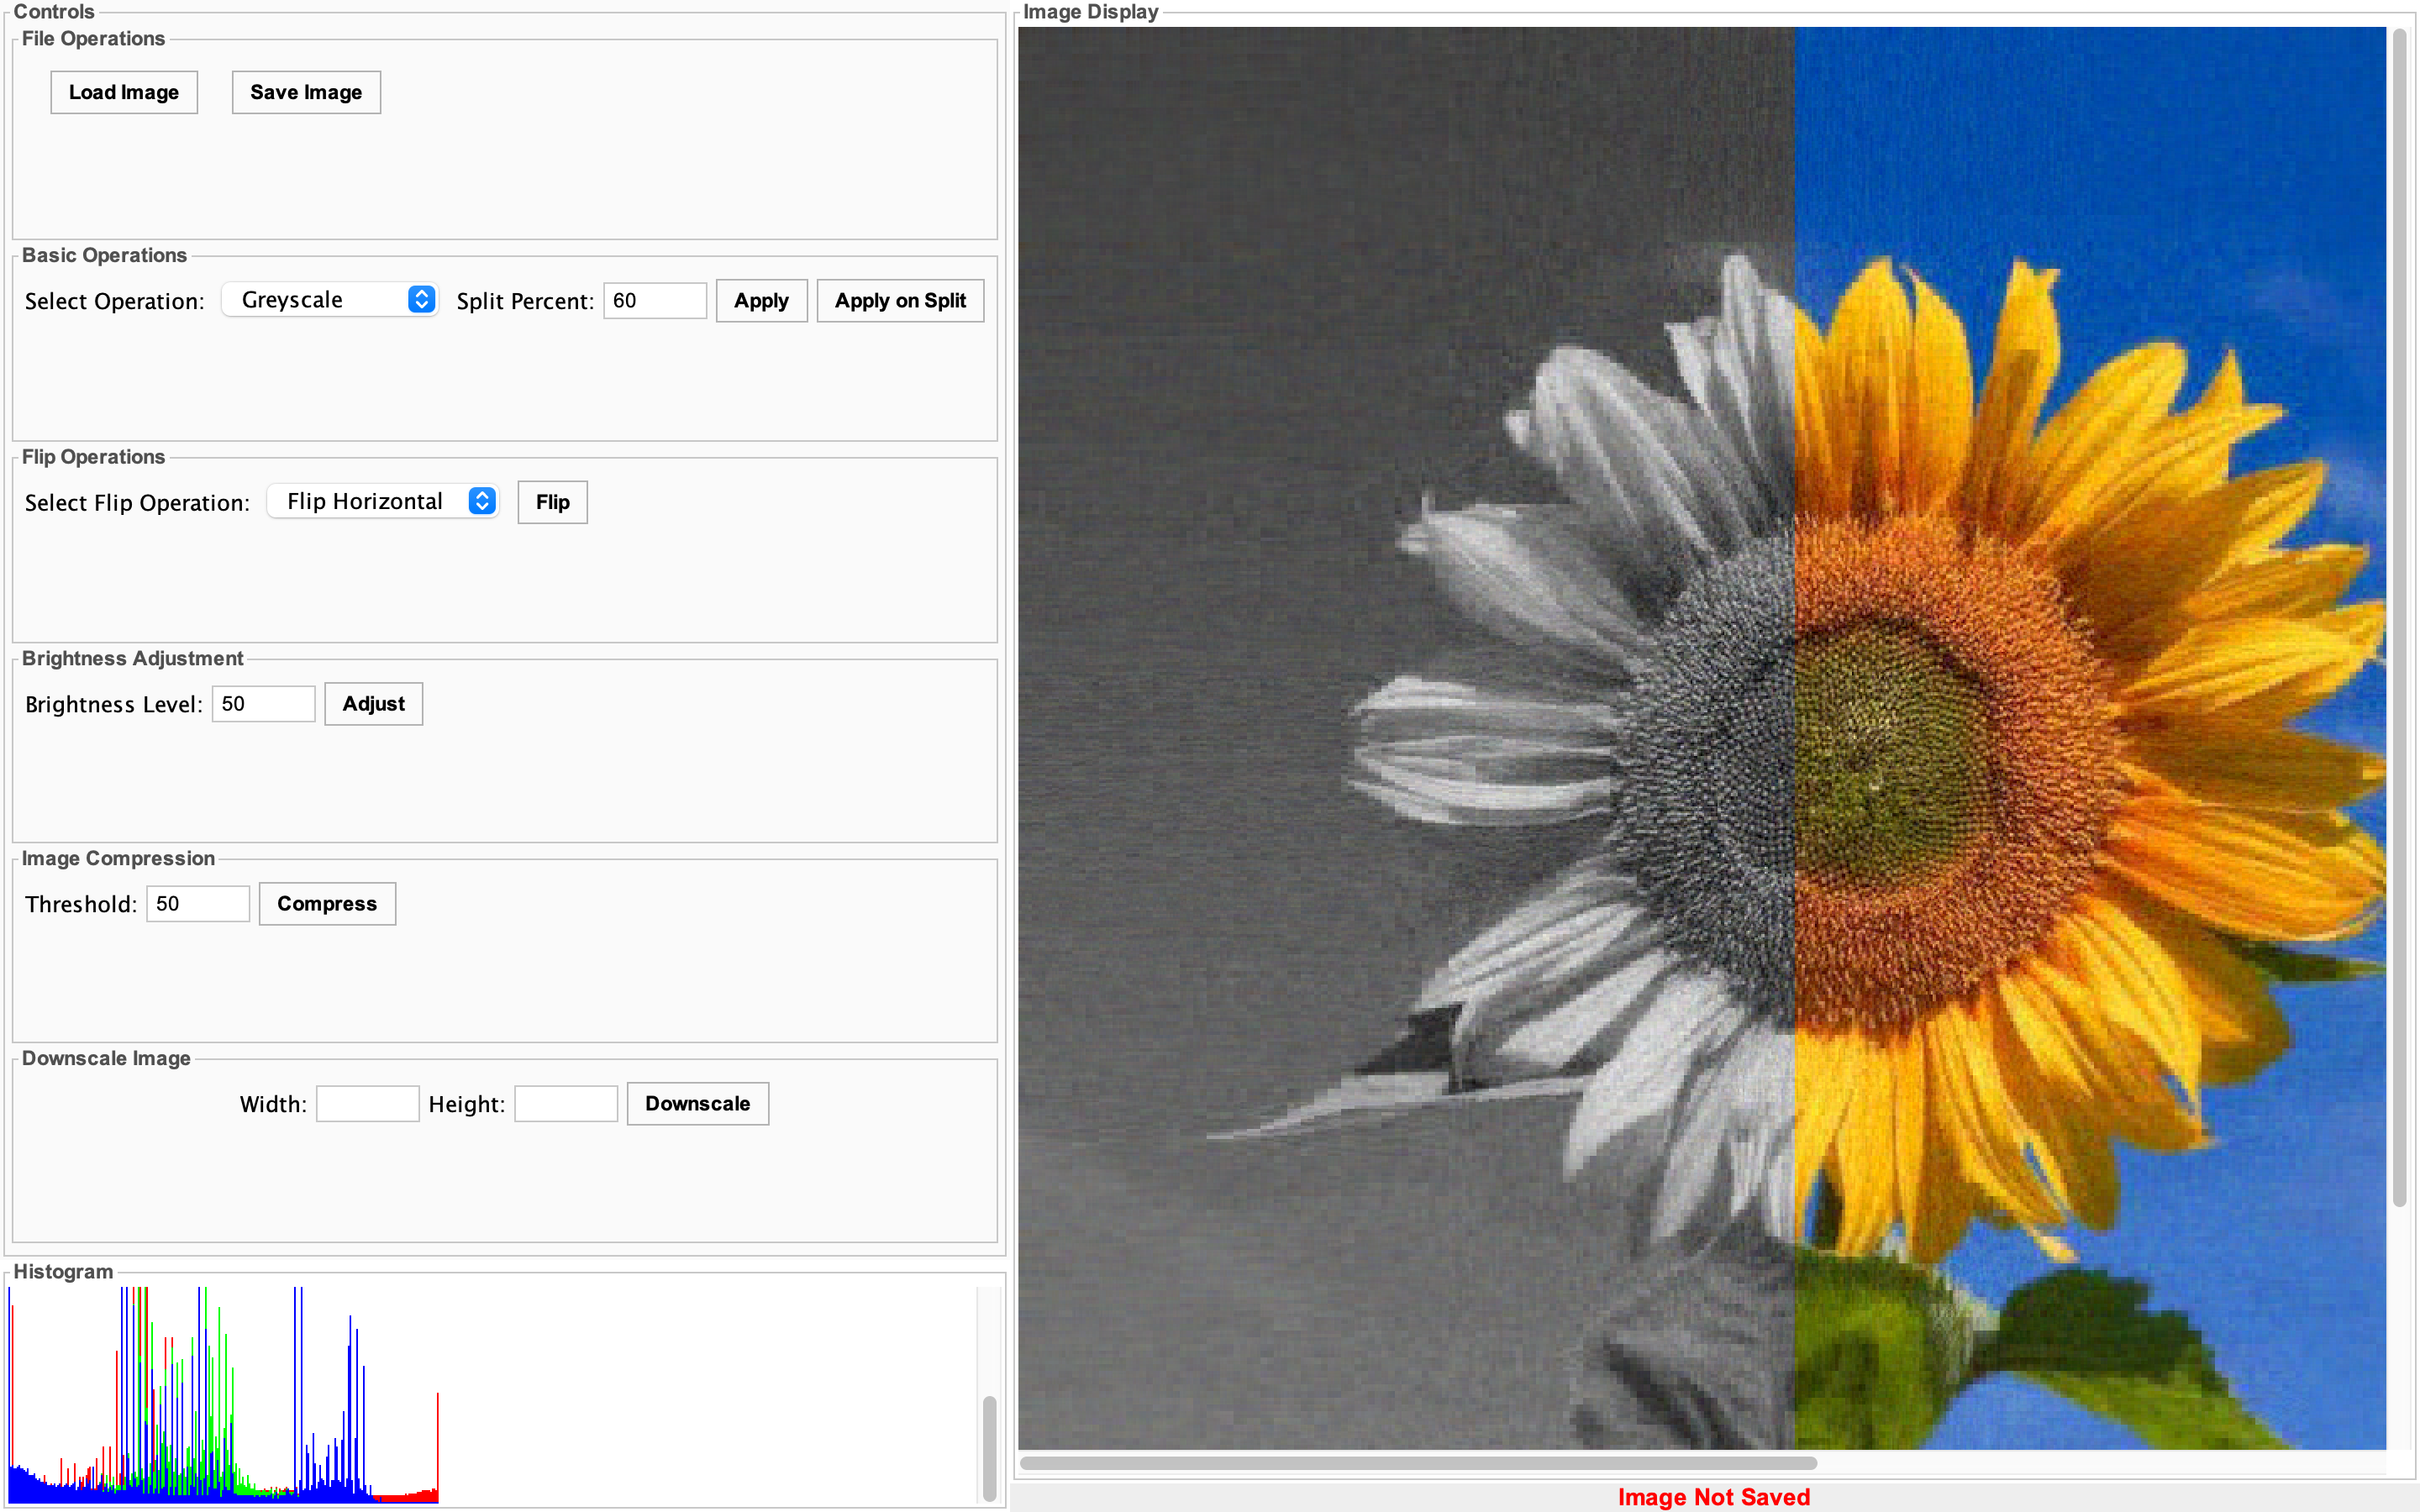 Controls
File Operations
Load Image Save Image
Basic Operations
Select Operation: Greyscale Split Percent: 60 Apply Apply on Split
Flip Operations
Select Flip Operation: Flip Horizontal Flip
Brightness Adjustment
Brightness Level: 50 Adjust
Image Compression
Threshold: 50 Compress
Downscale Image
Width: Height: Downscale
Histogram
Image Display
Image Not Saved